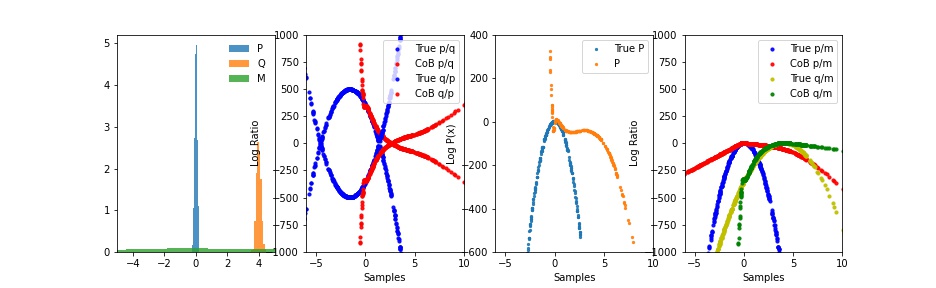 5
4
3
2
1
0
−4
−2
0
2
4
P
Q
M
Log Ratio
1000
750
500
250
0
−250
−500
−750
1000
−5
0
5
10
Samples
True p/q
CoB p/q
True q/p
CoB q/p
Log P(x)
400
200
0
−200
−400
−600
−5
0
5
10
Samples
True P
P
Log Ratio
1000
750
500
250
0
−250
−500
−750
1000
−5
0
5
10
Samples
True p/m
CoB p/m
True q/m
CoB q/m